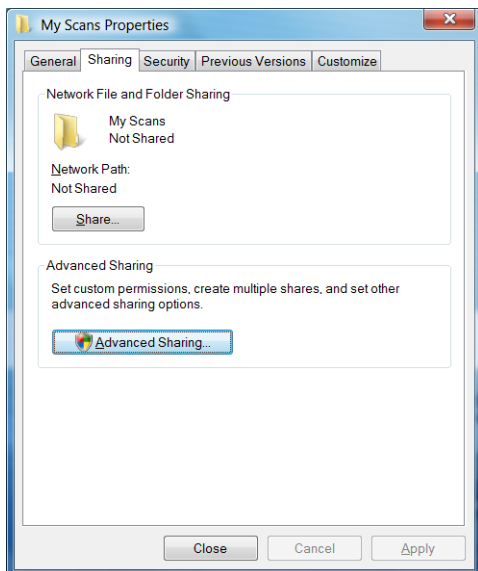 My Scans Properties
General Sharing Security Previous Versions Customize
Network File and Folder Sharing
My Scans
Not Shared
Network Path:
Not Shared
Share...
Advanced Sharing
Set custom permissions, create multiple shares, and set other
advanced sharing options.
Advanced Sharing...
Close Cancel Apply